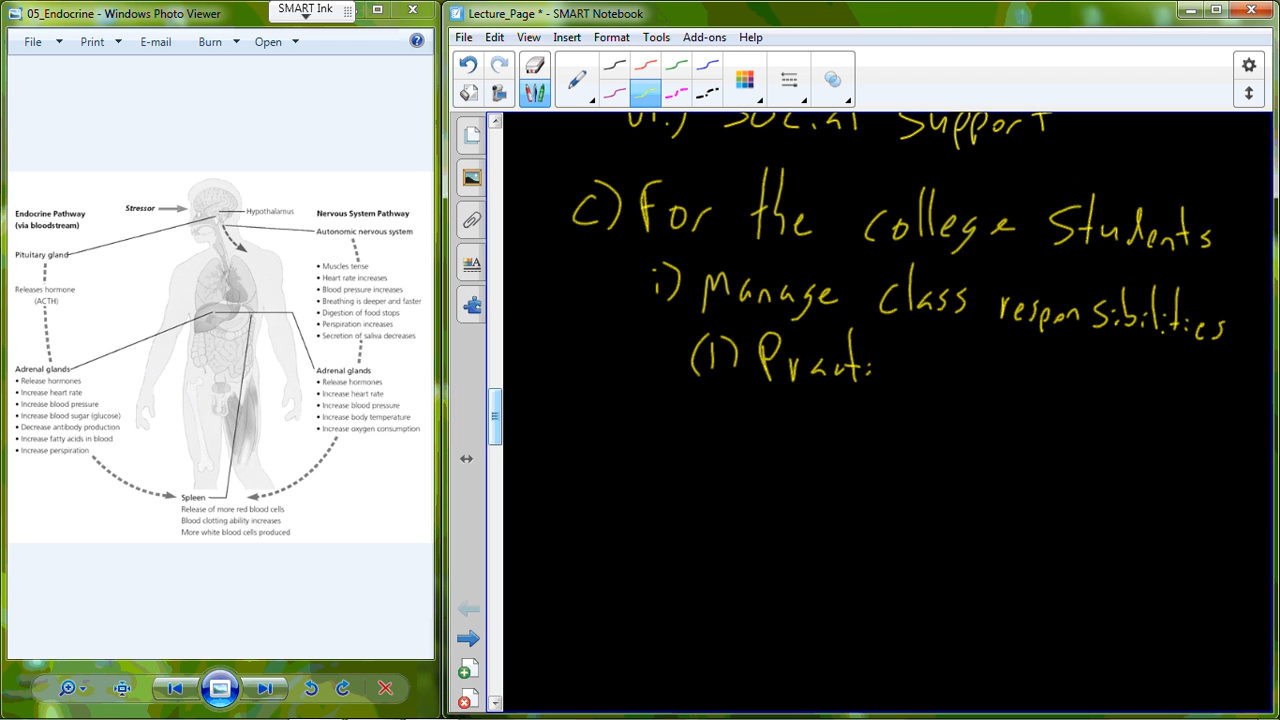 05_Endocrine - Windows Photo Viewer
SMART Ink
File Print E-mail Burn Open
Stressor
Hypothalamus
Endocrine Pathway
(via bloodstream)
Nervous System Pathway
Autonomic nervous system
Pituitary gland
• Muscles tense
• Heart rate increases
• Blood pressure increases
• Breathing is deeper and faster
• Digestion of food stops
• Perspiration increases
• Secretion of saliva decreases
Releases hormone
(ACTH)
Adrenal glands
• Release hormones
• Increase heart rate
• Increase blood pressure
• Increase blood sugar (glucose)
• Decrease antibody production
• Increase fatty acids in blood
• Increase perspiration
Adrenal glands
• Release hormones
• Increase heart rate
• Increase blood pressure
• Increase body temperature
• Increase oxygen consumption
Spleen
Release of more red blood cells
Blood clotting ability increases
More white blood cells produced
Lecture_Page * - SMART Notebook
File Edit View Insert Format Tools Add-ons Help
vi.) Social Support
c) For the college Students
i) Manage class responsibilities
(1) Practi